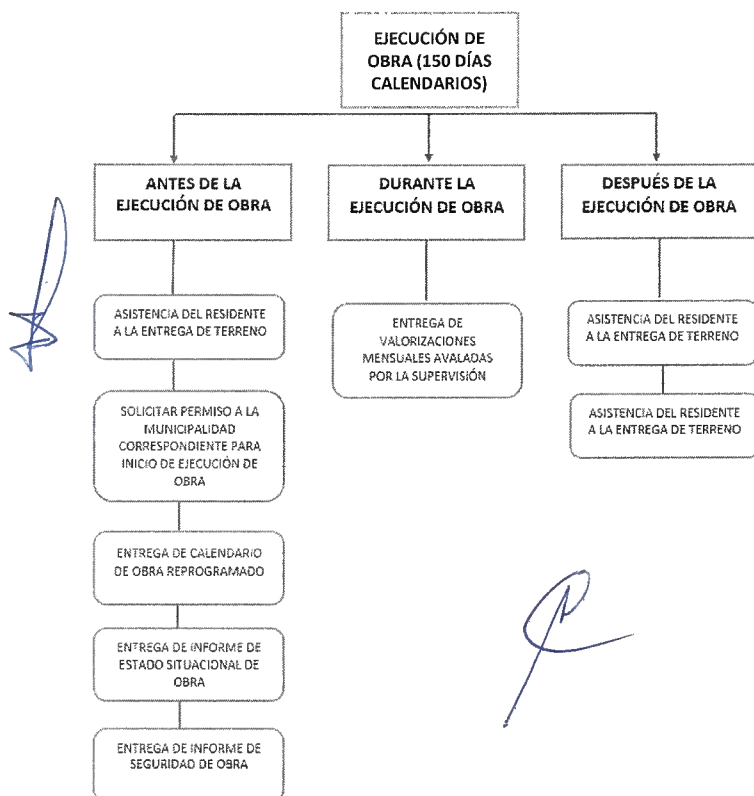 EJECUCIÓN DE
OBRA (150 DÍAS
CALENDARIOS)
ANTES DE LA
EJECUCIÓN DE OBRA
ASISTENCIA DEL RESIDENTE
A LA ENTREGA DE TERRENO
SOLICITAR PERMISO A LA
MUNICIPALIDAD
CORRESPONDIENTE PARA
INICIO DE EJECUCIÓN DE
OBRA
ENTREGA DE CALENDARIO
DE OBRA REPROGRAMADO
ENTREGA DE INFORME DE
ESTADO SITUACIONAL DE
OBRA
ENTREGA DE INFORME DE
SEGURIDAD DE OBRA
DURANTE LA
EJECUCIÓN DE OBRA
ENTREGA DE
VALORIZACIONES
MENSUALES AVALADAS
POR LA SUPERVISIÓN
DESPUÉS DE LA
EJECUCIÓN DE OBRA
ASISTENCIA DEL RESIDENTE
A LA ENTREGA DE TERRENO
ASISTENCIA DEL RESIDENTE
A LA ENTREGA DE TERRENO